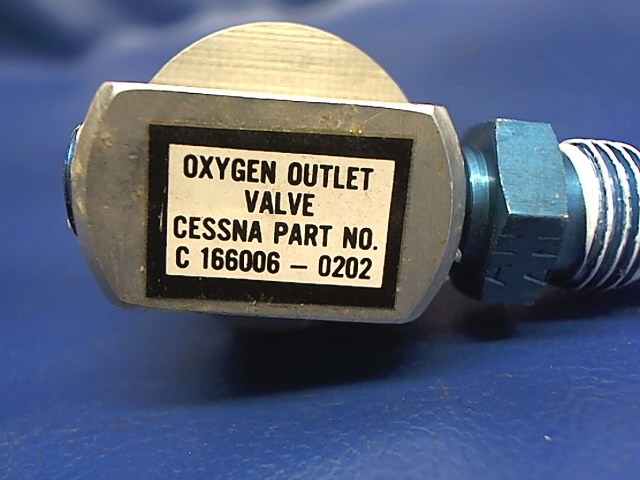 OXYGEN OUTLET
VALVE
CESSNA PART NO.
C 166006 - 0202